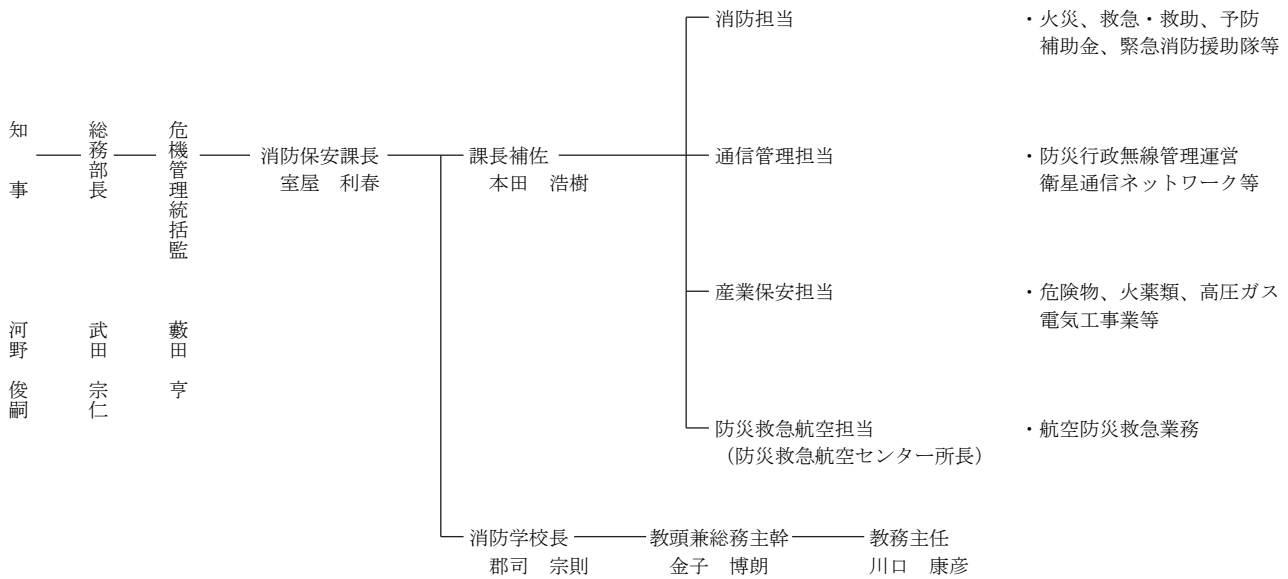 知事 河野 俊嗣
総務部長 武田 宗仁
危機管理統括監 藪田 亨
消防保安課長
室屋 利春
課長補佐
本田 浩樹
消防担当
・火災、救急・救助、予防
補助金、緊急消防援助隊等
通信管理担当
・防災行政無線管理運営
衛星通信ネットワーク等
産業保安担当
・危険物、火薬類、高圧ガス
電気工事業等
防災救急航空担当
（防災救急航空センター所長）
・航空防災救急業務
消防学校長
郡司 宗則
教頭兼総務主幹
金子 博朗
教務主任
川口 康彦